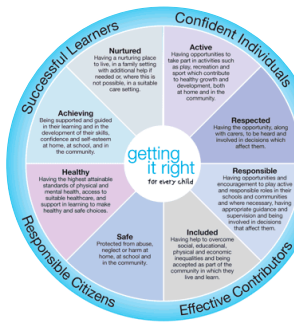 Successful Learners
Confident Individuals
Nurtured
Having a nurturing place
to live, in a family setting
with additional help if
needed or, where this is
not possible, in a suitable
care setting.
Active
Having opportunities to
take part in activities such
as play, recreation and
sport which contribute
to healthy growth and
development, both
at home and in the
community.
Achieving
Being supported and guided
in their learning and in the
development of their skills,
confidence and self-esteem
at home, at school, and in
the community.
Respected
Having the opportunity, along
with carers, to be heard and
involved in decisions which
affect them.
getting
it right
for every child
Healthy
Having the highest attainable
standards of physical and
mental health, access to
suitable healthcare, and
support in learning to make
healthy and safe choices.
Responsible
Having opportunities and
encouragement to play active
and responsible roles in their
schools and communities
and where necessary, having
appropriate guidance and
supervision and being
involved in decisions
that affect them.
Safe
Protected from abuse,
neglect or harm
at home, at school and
in the community.
Included
Having help to overcome
social, educational,
physical and economic
inequalities and being
accepted as part of the
community in which they
live and learn.
Responsible Citizens
Effective Contributors